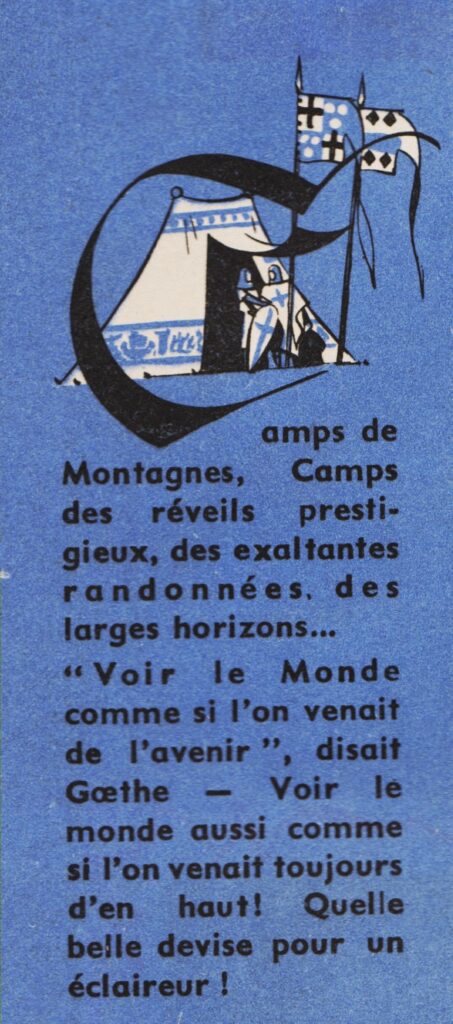 Camps de
Montagnes, Camps
des réveils presti-
gieux, des exaltantes
randonnées. des
larges horizons...
“Voir le Monde
comme si l'on venait
de l'avenir”, disait
Gœthe — Voir le
monde aussi comme
si l'on venait toujours
d'en haut! Quelle
belle devise pour un
éclaireur !